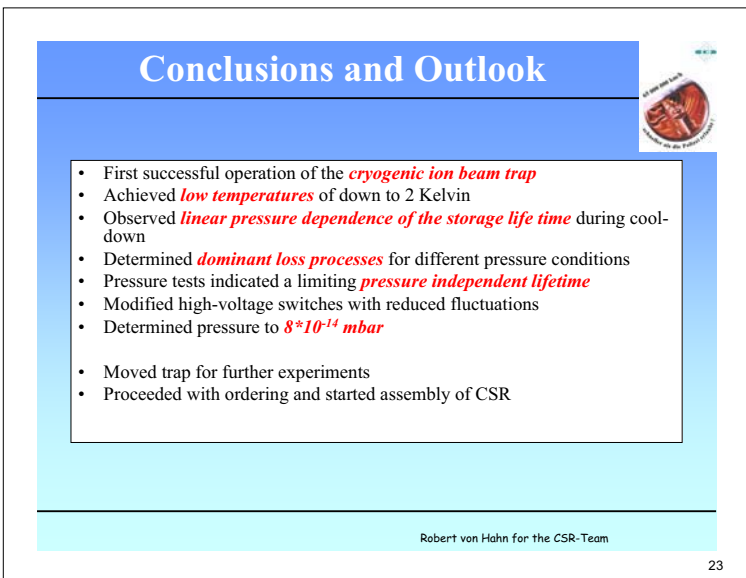 Conclusions and Outlook
• First successful operation of the cryogenic ion beam trap
• Achieved low temperatures of down to 2 Kelvin
• Observed linear pressure dependence of the storage life time during cool-
down
• Determined dominant loss processes for different pressure conditions
• Pressure tests indicated a limiting pressure independent lifetime
• Modified high-voltage switches with reduced fluctuations
• Determined pressure to 8*10⁻¹⁴ mbar
• Moved trap for further experiments
• Proceeded with ordering and started assembly of CSR
Robert von Hahn for the CSR-Team
23